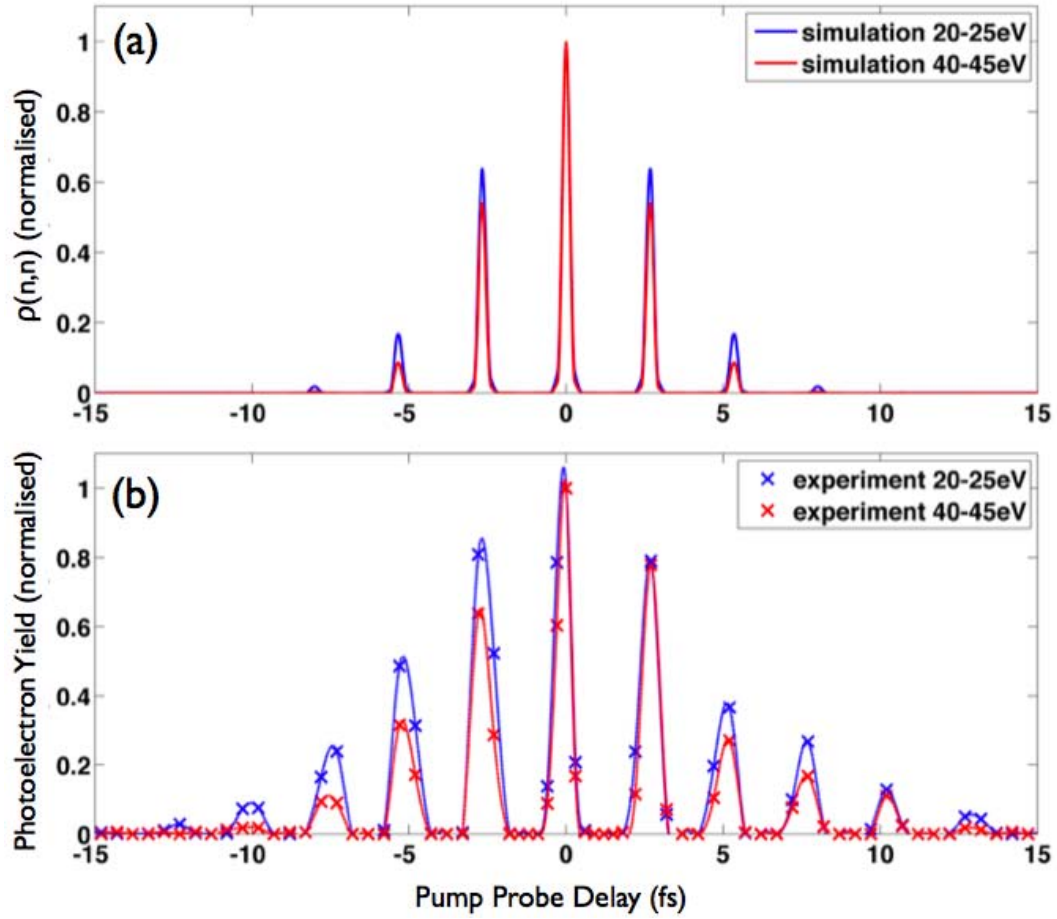 (a)
simulation 20-25eV
simulation 40-45eV
ρ(n,n) (normalised)
1
0.8
0.6
0.4
0.2
0
-15
-10
-5
0
5
10
15
(b)
experiment 20-25eV
experiment 40-45eV
Photoelectron Yield (normalised)
1
0.8
0.6
0.4
0.2
0
-15
-10
-5
0
5
10
15
Pump Probe Delay (fs)